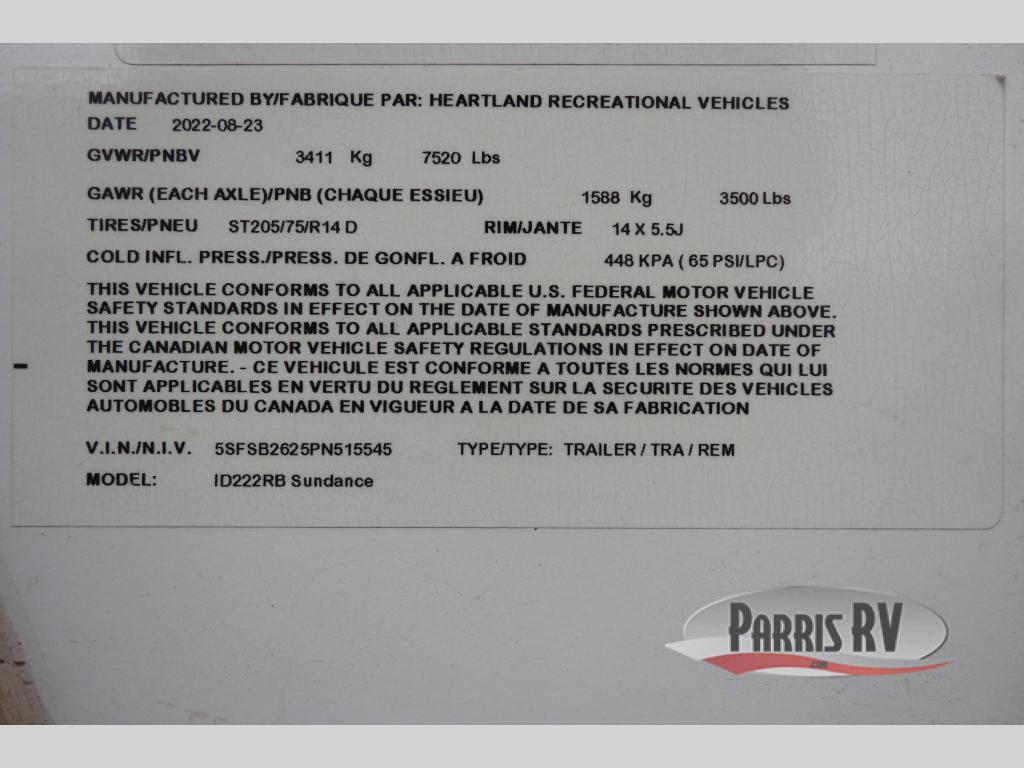 MANUFACTURED BY/FABRIQUE PAR: HEARTLAND RECREATIONAL VEHICLES
DATE 2022-08-23
GVWR/PNBV 3411 Kg 7520 Lbs
GAWR (EACH AXLE)/PNB (CHAQUE ESSIEU) 1588 Kg 3500 Lbs
TIRES/PNEU ST205/75/R14 D RIM/JANTE 14 X 5.5J
COLD INFL. PRESS./PRESS. DE GONFL. A FROID 448 KPA ( 65 PSI/LPC)
THIS VEHICLE CONFORMS TO ALL APPLICABLE U.S. FEDERAL MOTOR VEHICLE
SAFETY STANDARDS IN EFFECT ON THE DATE OF MANUFACTURE SHOWN ABOVE.
THIS VEHICLE CONFORMS TO ALL APPLICABLE STANDARDS PRESCRIBED UNDER
THE CANADIAN MOTOR VEHICLE SAFETY REGULATIONS IN EFFECT ON DATE OF
MANUFACTURE. - CE VEHICULE EST CONFORME A TOUTES LES NORMES QUI LUI
SONT APPLICABLES EN VERTU DU REGLEMENT SUR LA SECURITE DES VEHICLES
AUTOMOBLES DU CANADA EN VIGUEUR A LA DATE DE SA FABRICATION
V.I.N./N.I.V. 5SFSB2625PN515545 TYPE/TYPE: TRAILER / TRA / REM
MODEL: ID222RB Sundance
PARRIS RV
.com